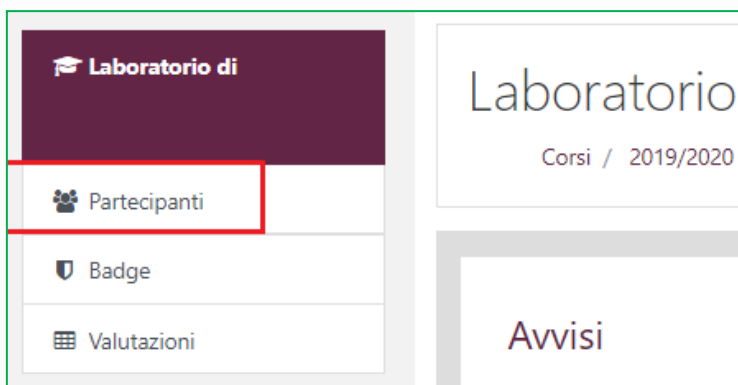 Laboratorio di
Partecipanti
Badge
Valutazioni
Laboratorio
Corsi / 2019/2020
Avvisi